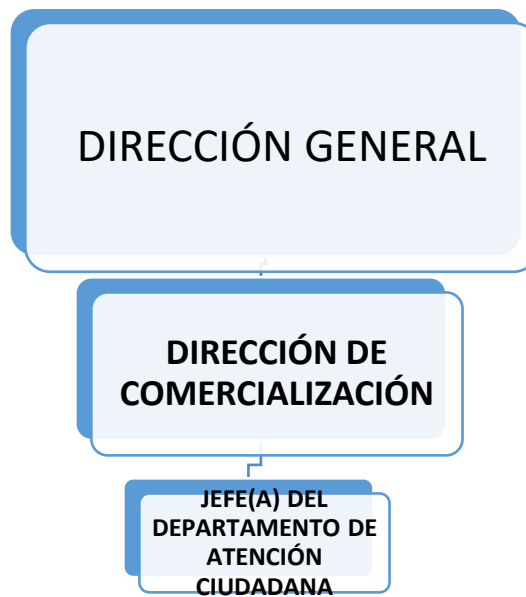 DIRECCIÓN GENERAL
DIRECCIÓN DE
COMERCIALIZACIÓN
JEFE(A) DEL
DEPARTAMENTO DE
ATENCIÓN
CIUDADANA